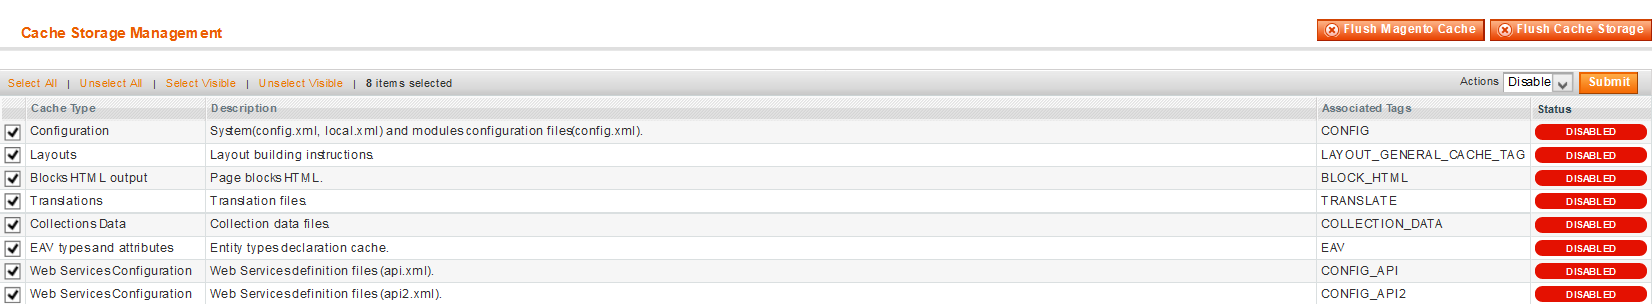 Cache Storage Management Flush Magento Cache Flush Cache Storage
Select All | Unselect All | Select Visible | Unselect Visible | 8 items selected Actions Disable Submit
Cache Type Description Associated Tags Status
Configuration System(config.xml, local.xml) and modules configuration files(config.xml). CONFIG DISABLED
Layouts Layout building instructions. LAYOUT_GENERAL_CACHE_TAG DISABLED
Blocks HTML output Page blocks HTML. BLOCK_HTML DISABLED
Translations Translation files. TRANSLATE DISABLED
Collections Data Collection data files. COLLECTION_DATA DISABLED
EAV types and attributes Entity types declaration cache. EAV DISABLED
Web Services Configuration Web Services definition files (api.xml). CONFIG_API DISABLED
Web Services Configuration Web Services definition files (api2.xml). CONFIG_API2 DISABLED